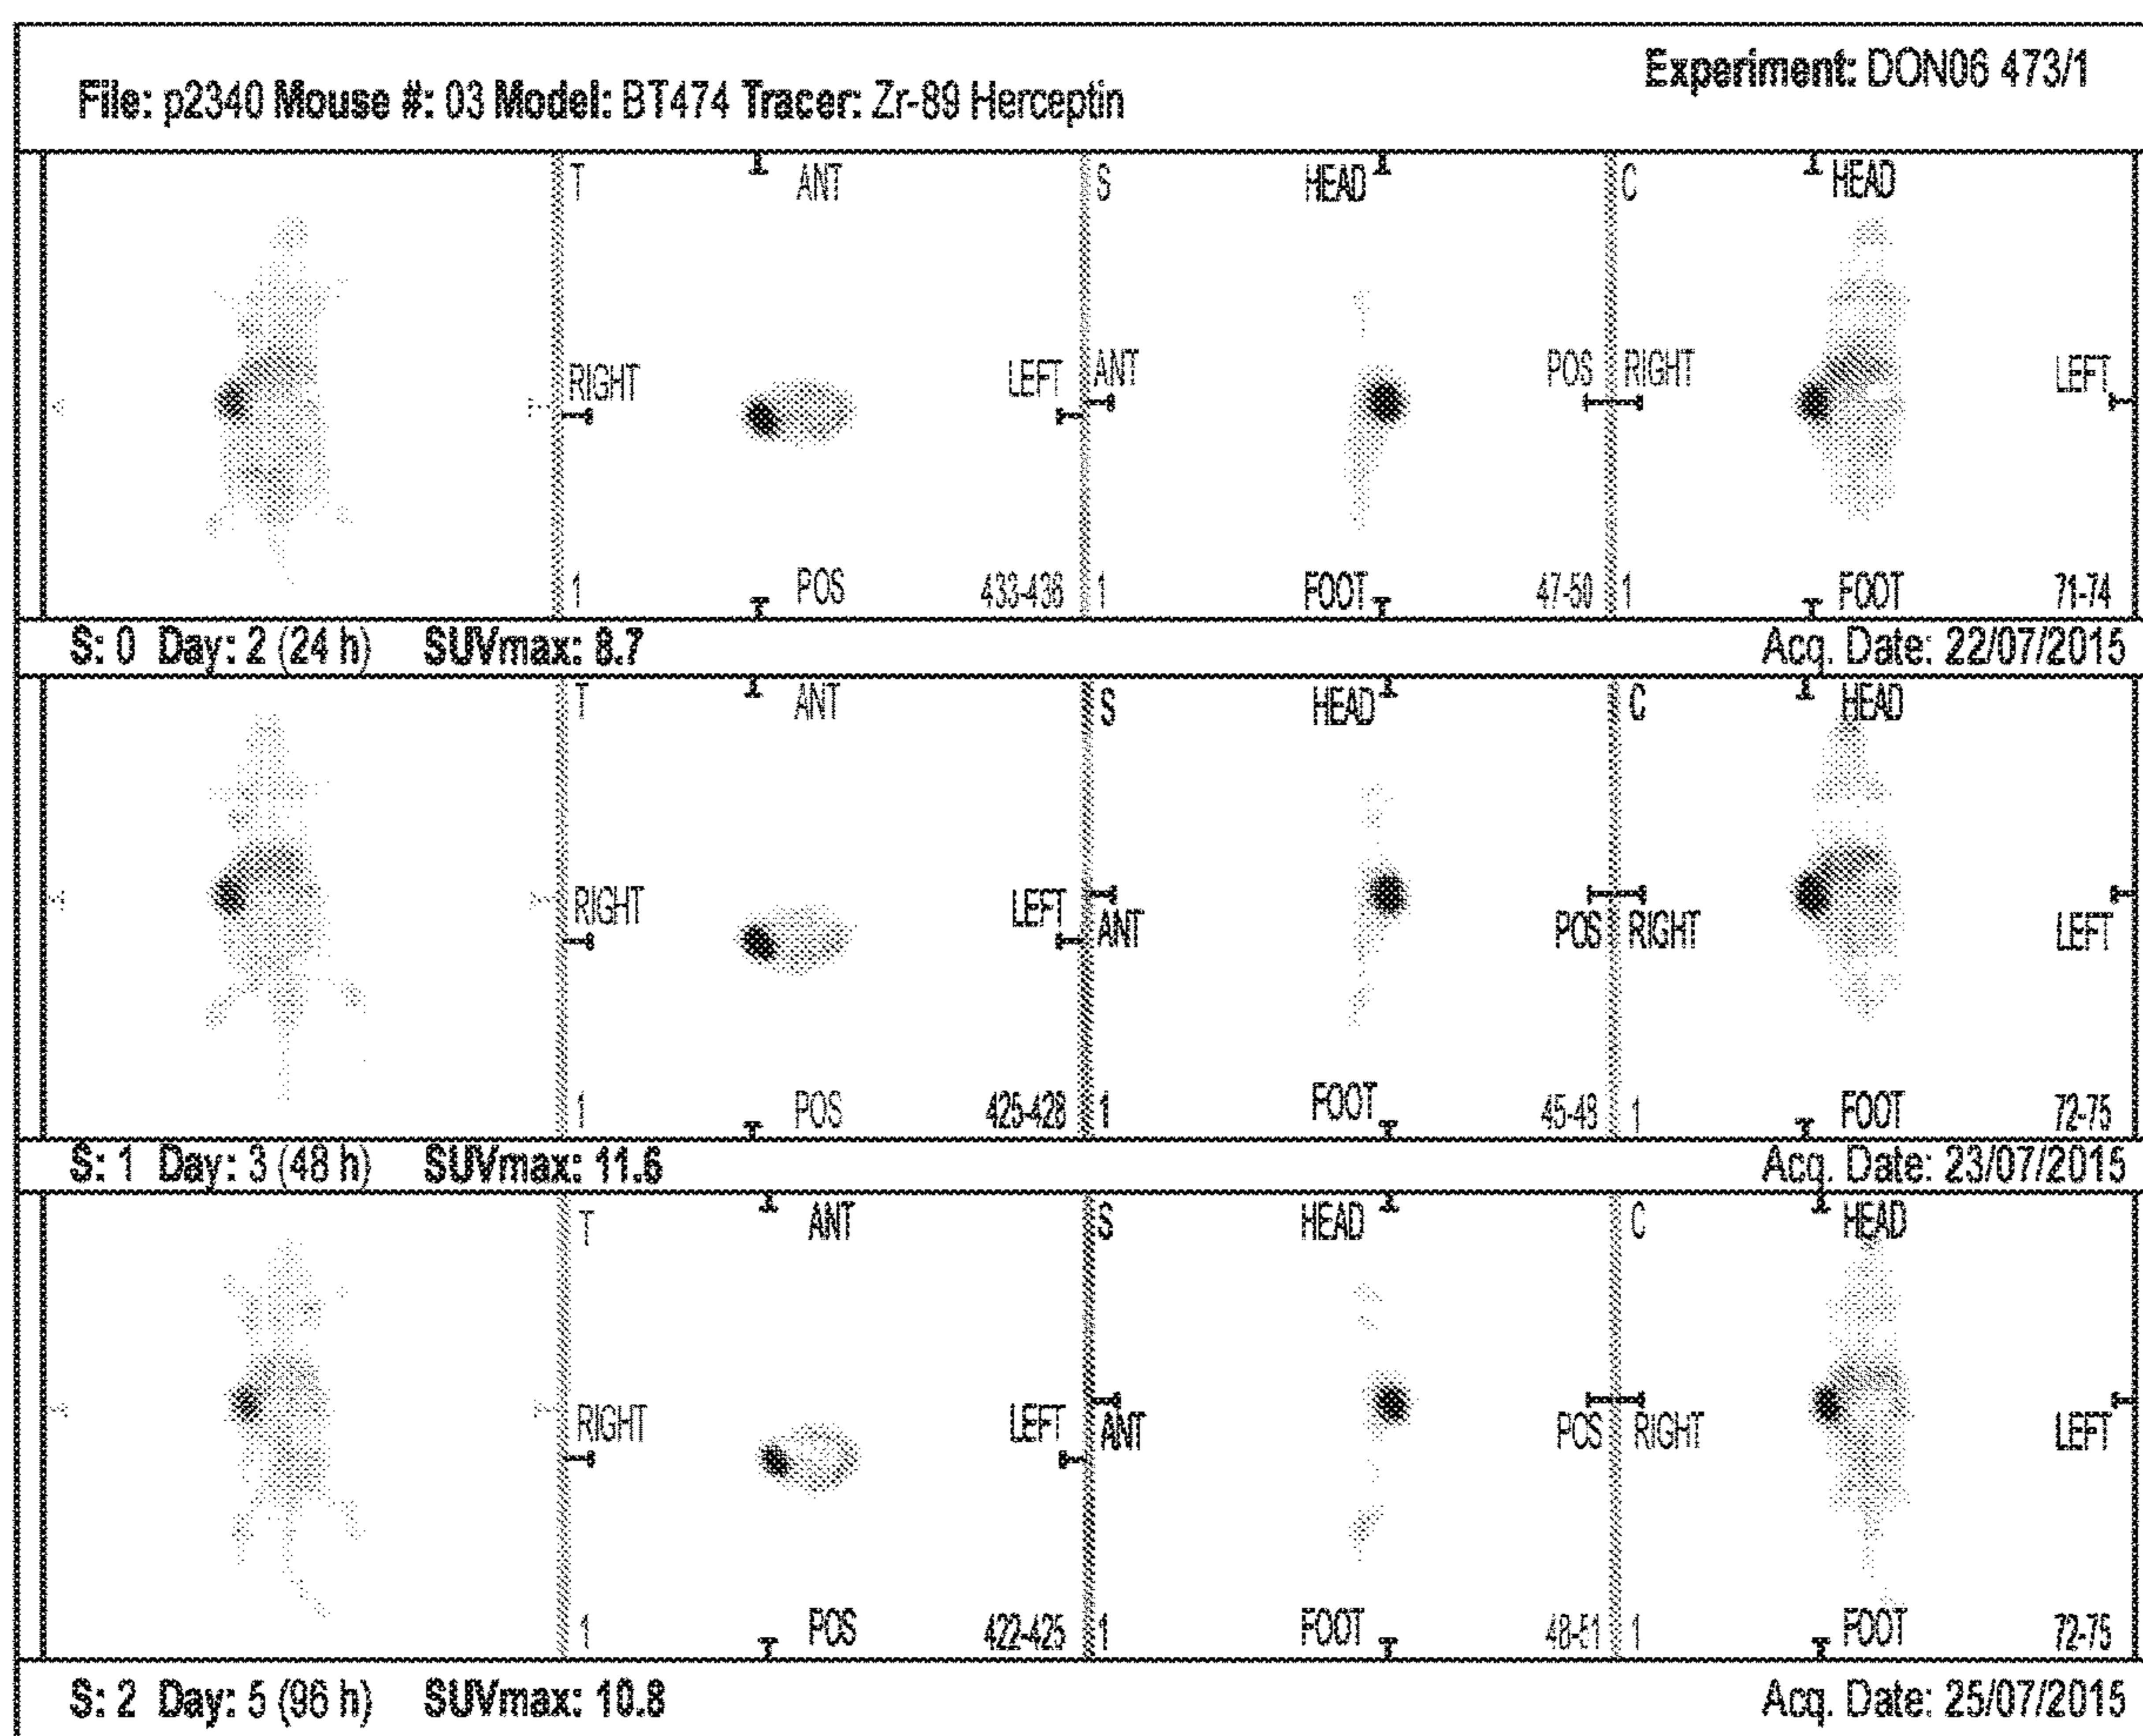 Experiment: DON06 473/1
File: p2340 Mouse #: 03 Model: BT474 Tracer: Zr-89 Herceptin
T ANT S HEAD C HEAD
RIGHT LEFT ANT POS RIGHT LEFT
1 POS 433-436 1 FOOT 47-50 1 FOOT 71-74
S: 0 Day: 2 (24 h) SUVmax: 8.7 Acq. Date: 22/07/2015
T ANT S HEAD C HEAD
RIGHT LEFT ANT POS RIGHT LEFT
1 POS 425-428 1 FOOT 45-48 1 FOOT 72-75
S: 1 Day: 3 (48 h) SUVmax: 11.6 Acq. Date: 23/07/2015
T ANT S HEAD C HEAD
RIGHT LEFT ANT POS RIGHT LEFT
1 POS 422-425 1 FOOT 48-51 1 FOOT 72-75
S: 2 Day: 5 (96 h) SUVmax: 10.8 Acq. Date: 25/07/2015